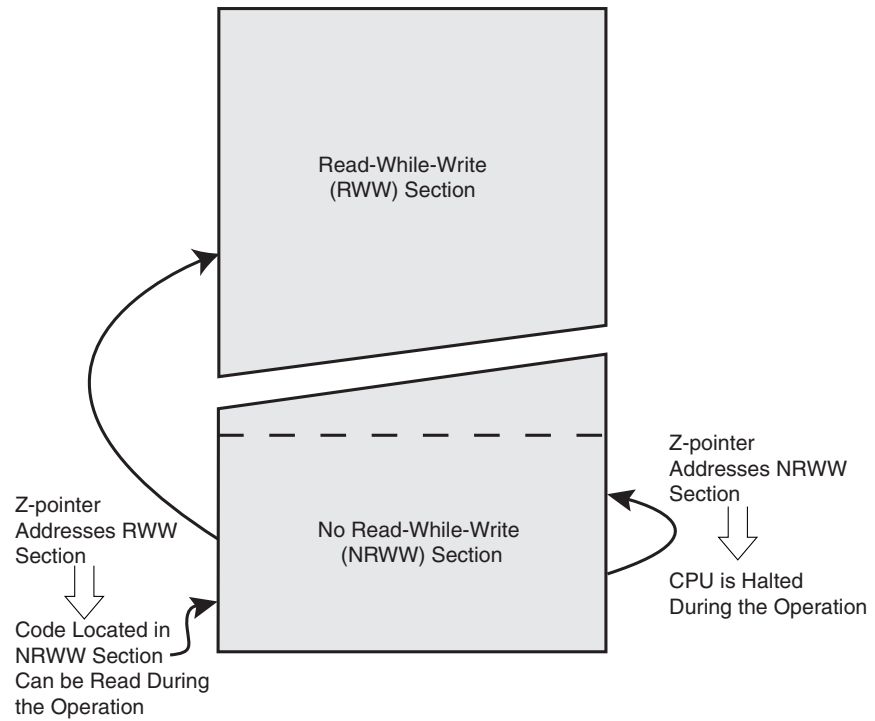 Read-While-Write
(RWW) Section
No Read-While-Write
(NRWW) Section
Z-pointer
Addresses RWW
Section
Code Located in
NRWW Section
Can be Read During
the Operation
Z-pointer
Addresses NRWW
Section
CPU is Halted
During the Operation